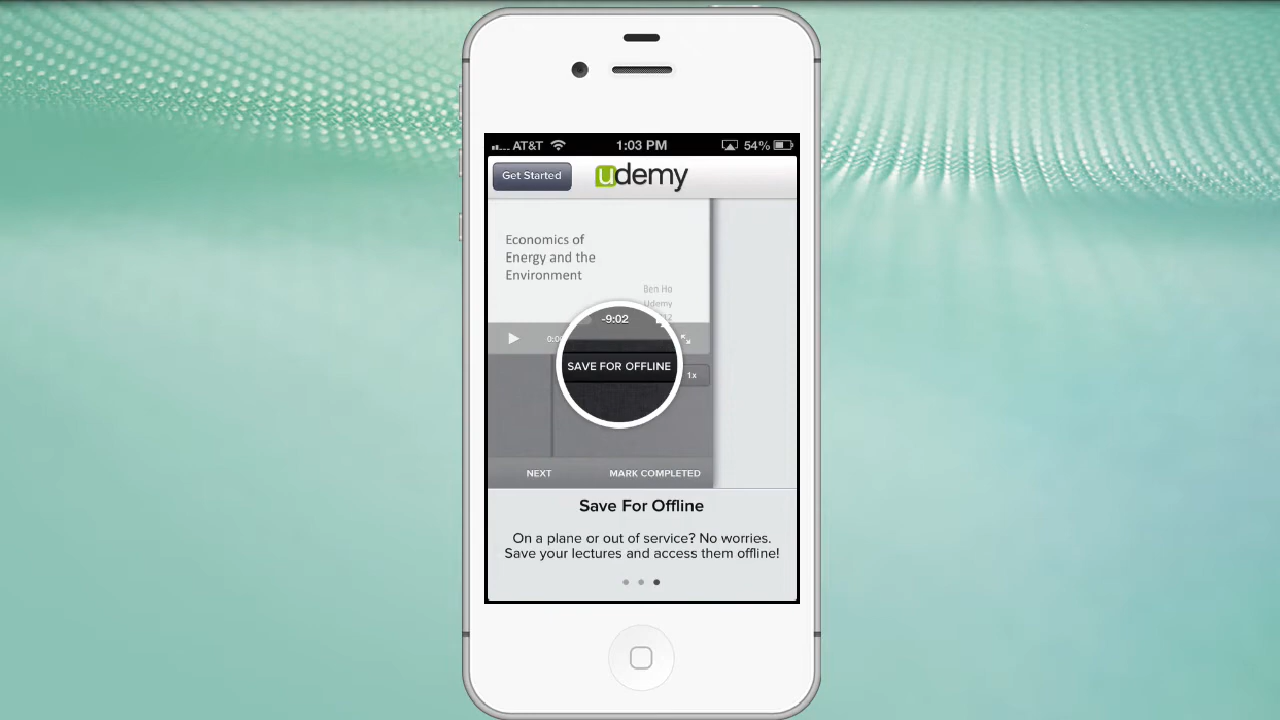 AT&T 1:03 PM 54%
Get Started
udemy
Economics of
Energy and the
Environment
Ben Ho
Udemy
-9:02
SAVE FOR OFFLINE
1x
NEXT MARK COMPLETED
Save For Offline
On a plane or out of service? No worries.
Save your lectures and access them offline!